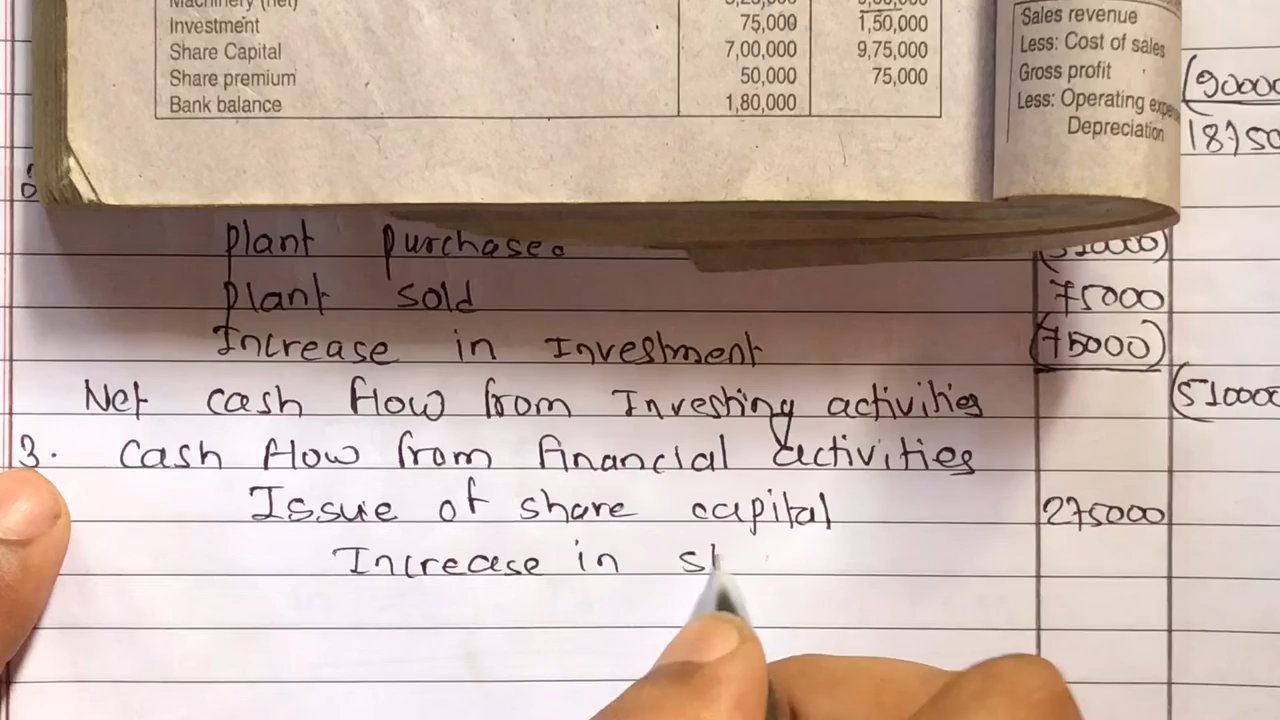 Investment 75,000 1,50,000
Share Capital 7,00,000 9,75,000
Share premium 50,000 75,000
Bank balance 1,80,000
Sales revenue
Less: Cost of sales
Gross profit
Less: Operating
Depreciation
(90000
18750
plant purchase.
plant sold 75000
Increase in Investment (75000)
Net cash flow from Investing activities (510000
3. Cash flow from financial activities
Issue of share capital 275000
Increase in